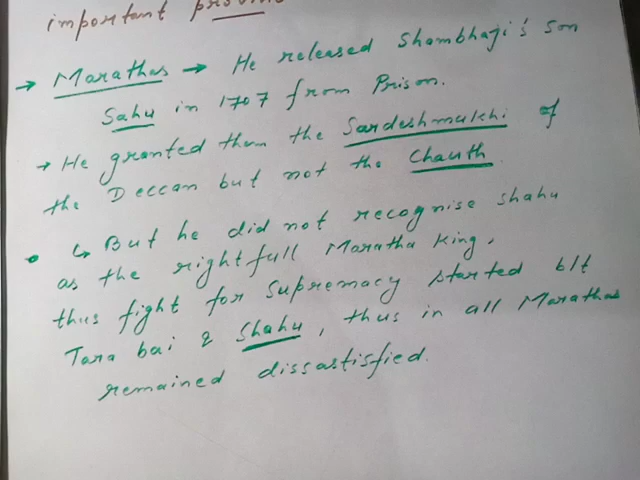 important
→ Marathas → He released Shambhaji's son
Sahu in 1707 from Prison.
→ He granted them the Sardeshmukhi of
the Deccan but not the Chauth
↳ But he did not recognise shahu
as the rightfull Maratha King,
thus fight for supremacy started b/t
Tara bai & Shahu, thus in all Marathas
remained dissastisfied.